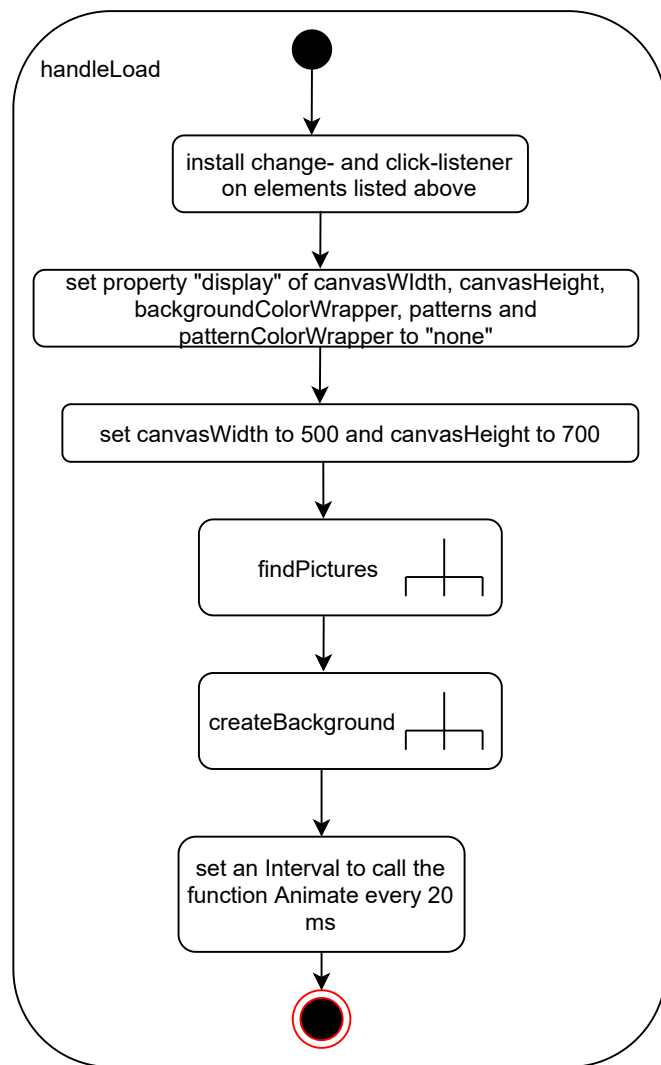 handleLoad
install change- and click-listener
on elements listed above
set property "display" of canvasWIdth, canvasHeight,
backgroundColorWrapper, patterns and
patternColorWrapper to "none"
set canvasWidth to 500 and canvasHeight to 700
findPictures
createBackground
set an Interval to call the
function Animate every 20
ms